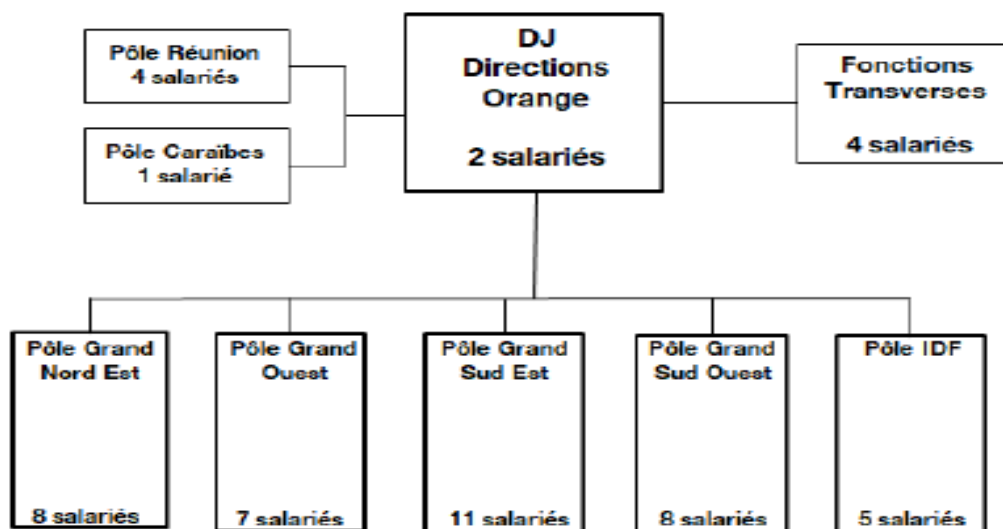 Pôle Réunion
4 salariés
Pôle Caraïbes
1 salarié
DJ
Directions
Orange
2 salariés
Fonctions
Transverses
4 salariés
Pôle Grand
Nord Est
8 salariés
Pôle Grand
Ouest
7 salariés
Pôle Grand
Sud Est
11 salariés
Pôle Grand
Sud Ouest
8 salariés
Pôle IDF
5 salariés